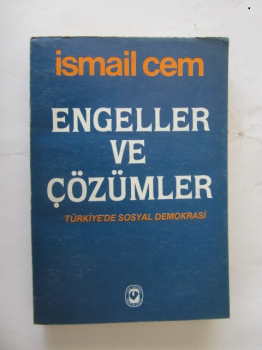 ismail cem
ENGELLER
VE
ÇÖZÜMLER
TÜRKİYE'DE SOSYAL DEMOKRASİ